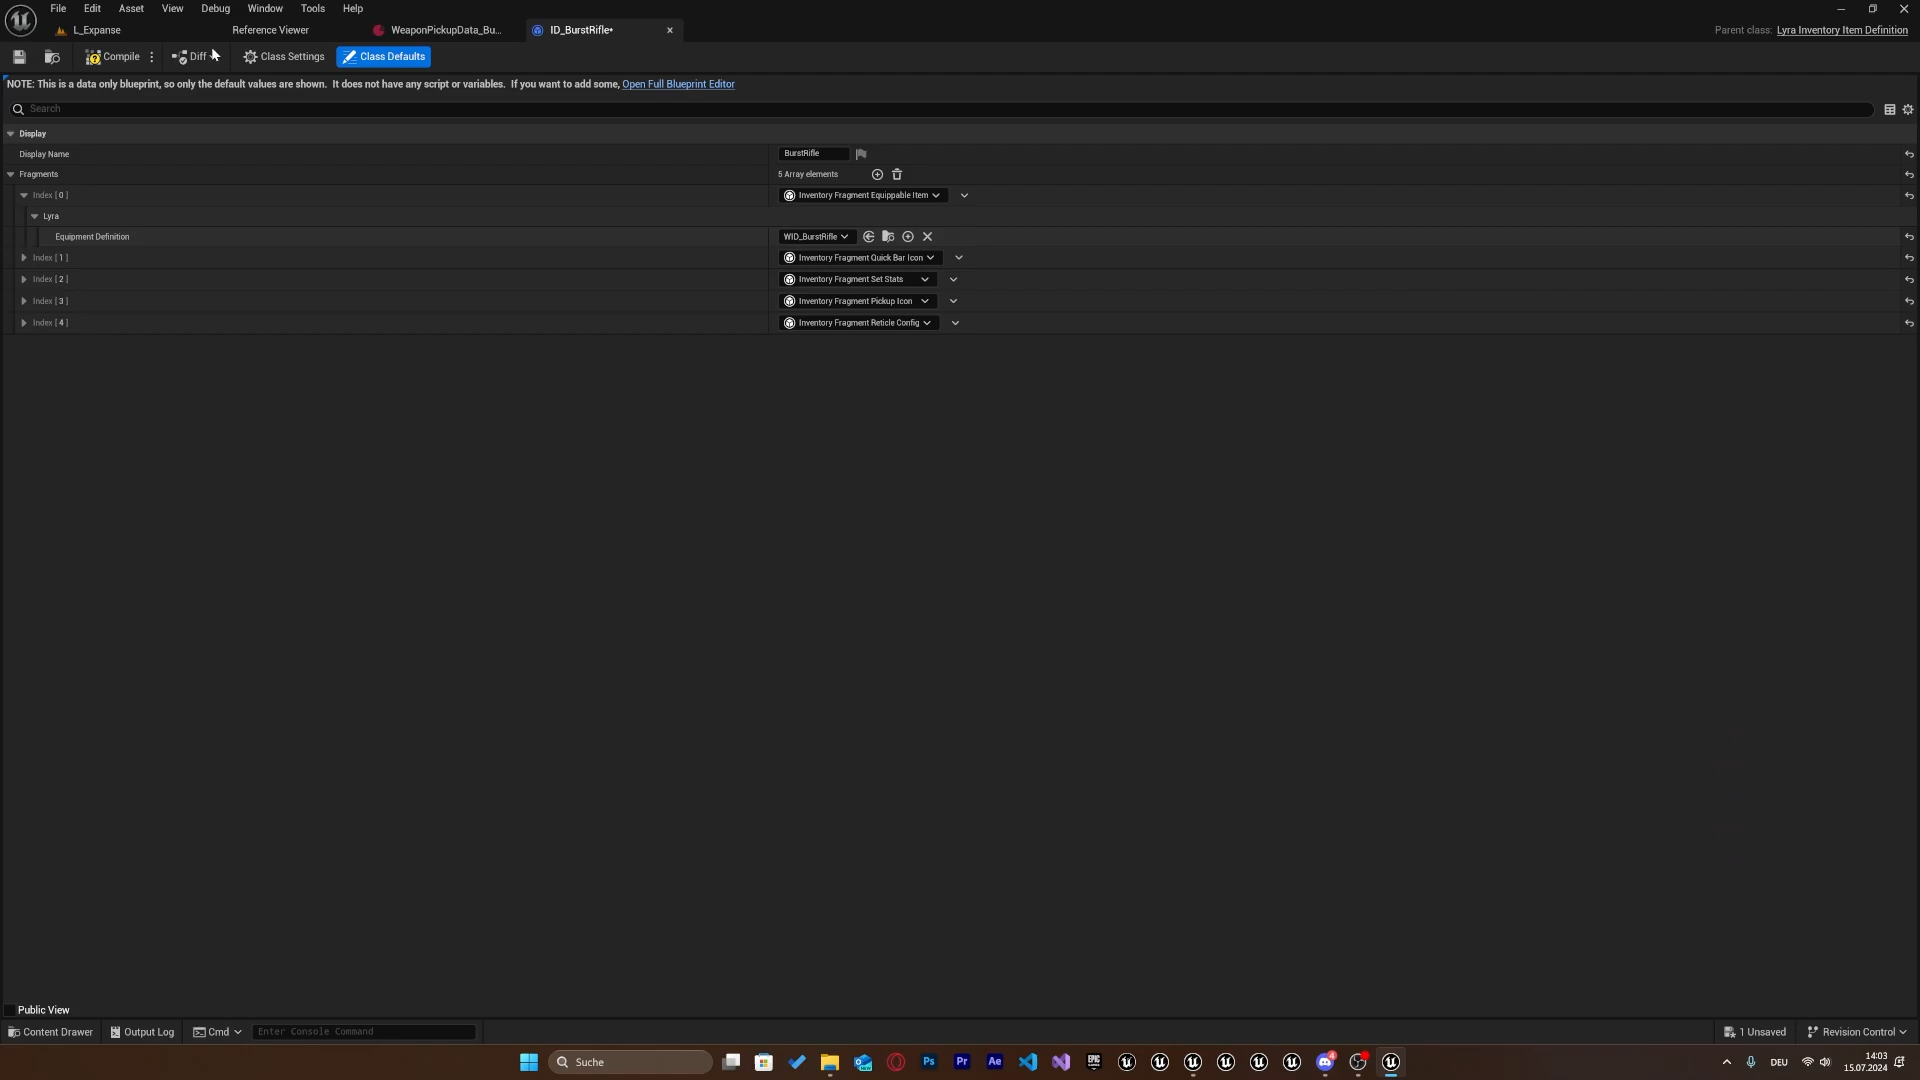 File Edit Asset View Debug Window Tools Help
L_Expanse Reference Viewer WeaponPickupData_Bu... ID_BurstRifle* Parent class: Lyra Inventory Item Definition
Compile Diff Class Settings Class Defaults
NOTE: This is a data only blueprint, so only the default values are shown. It does not have any script or variables. If you want to add some, Open Full Blueprint Editor
Search
Display
Display Name BurstRifle
Fragments 5 Array elements
Index [ 0 ] Inventory Fragment Equippable Item
Lyra
Equipment Definition WID_BurstRifle
Index [ 1 ] Inventory Fragment Quick Bar Icon
Index [ 2 ] Inventory Fragment Set Stats
Index [ 3 ] Inventory Fragment Pickup Icon
Index [ 4 ] Inventory Fragment Reticle Config
Public View
Content Drawer Output Log Cmd Enter Console Command 1 Unsaved Revision Control
Suche Ps Pr Ae EPIC GAMES 4 DEU 14:03
15.07.2024